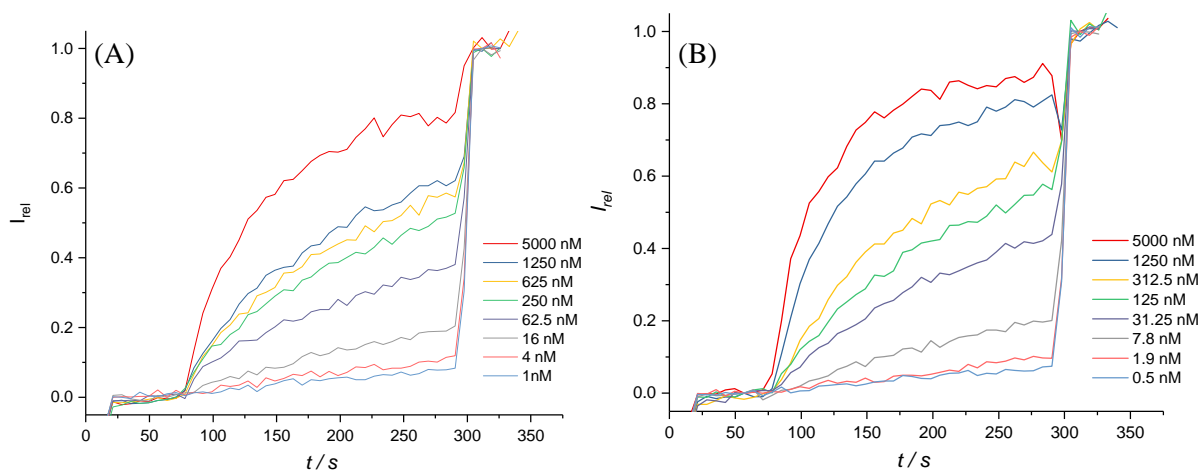 (A)
I_rel
1.0
0.8
0.6
0.4
0.2
0.0
0 50 100 150 200 250 300 350
t / s
5000 nM
1250 nM
625 nM
250 nM
62.5 nM
16 nM
4 nM
1nM
(B)
I_rel
1.0
0.8
0.6
0.4
0.2
0.0
0 50 100 150 200 250 300 350
t / s
5000 nM
1250 nM
312.5 nM
125 nM
31.25 nM
7.8 nM
1.9 nM
0.5 nM